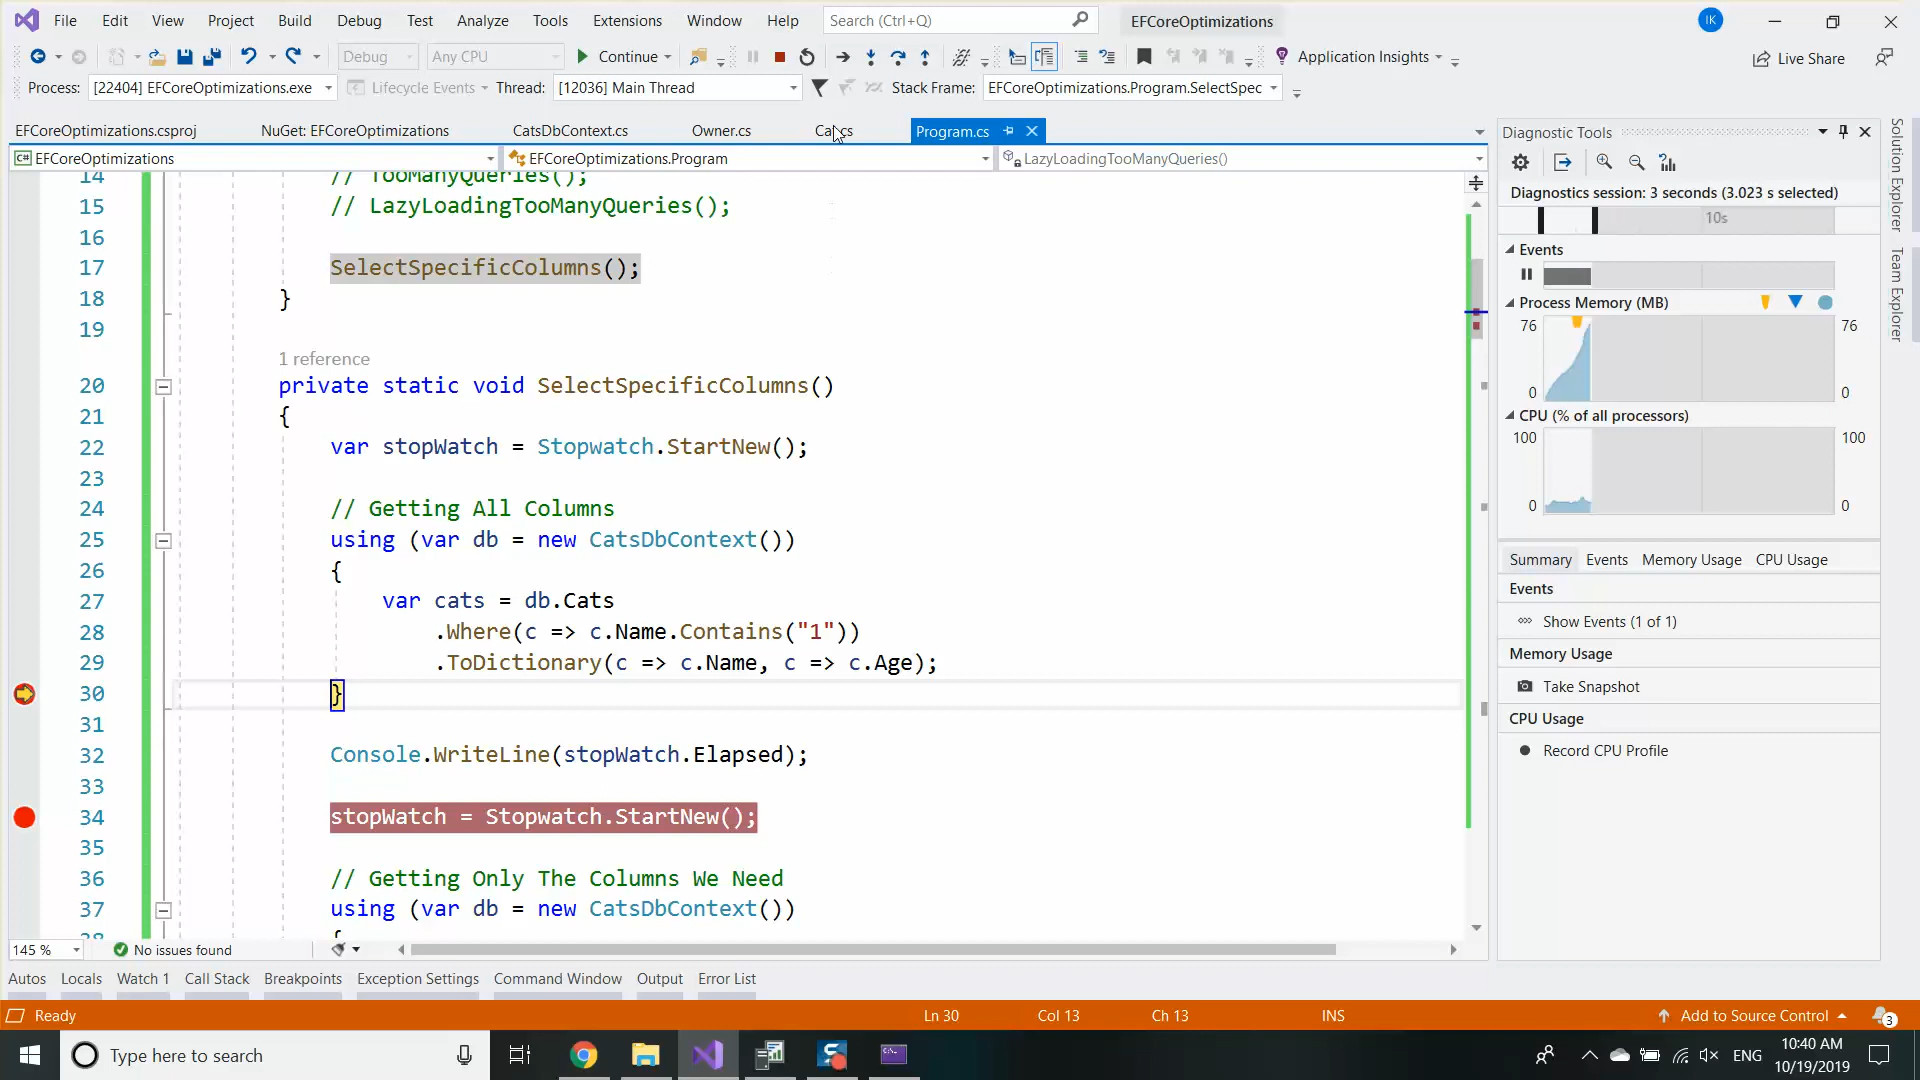 File Edit View Project Build Debug Test Analyze Tools Extensions Window Help Search (Ctrl+Q) EFCoreOptimizations IK
Debug Any CPU Continue Application Insights Live Share
Process: [22404] EFCoreOptimizations.exe Lifecycle Events Thread: [12036] Main Thread Stack Frame: EFCoreOptimizations.Program.SelectSpec
EFCoreOptimizations.csproj NuGet: EFCoreOptimizations CatsDbContext.cs Owner.cs Cat.cs Program.cs
C# EFCoreOptimizations EFCoreOptimizations.Program LazyLoadingTooManyQueries()
14 // TooManyQueries();
15 // LazyLoadingTooManyQueries();
16
17 SelectSpecificColumns();
18 }
19
1 reference
20 private static void SelectSpecificColumns()
21 {
22 var stopWatch = Stopwatch.StartNew();
23
24 // Getting All Columns
25 using (var db = new CatsDbContext())
26 {
27 var cats = db.Cats
28 .Where(c => c.Name.Contains("1"))
29 .ToDictionary(c => c.Name, c => c.Age);
30 }
31
32 Console.WriteLine(stopWatch.Elapsed);
33
34 stopWatch = Stopwatch.StartNew();
35
36 // Getting Only The Columns We Need
37 using (var db = new CatsDbContext())
38 {
145 % No issues found
Diagnostic Tools
Diagnostics session: 3 seconds (3.023 s selected)
10s
Events
Process Memory (MB)
76 76
0 0
CPU (% of all processors)
100 100
0 0
Summary Events Memory Usage CPU Usage
Events
Show Events (1 of 1)
Memory Usage
Take Snapshot
CPU Usage
Record CPU Profile
Solution Explorer
Team Explorer
Autos Locals Watch 1 Call Stack Breakpoints Exception Settings Command Window Output Error List
Ready Ln 30 Col 13 Ch 13 INS Add to Source Control 3
Type here to search ENG 10:40 AM
10/19/2019